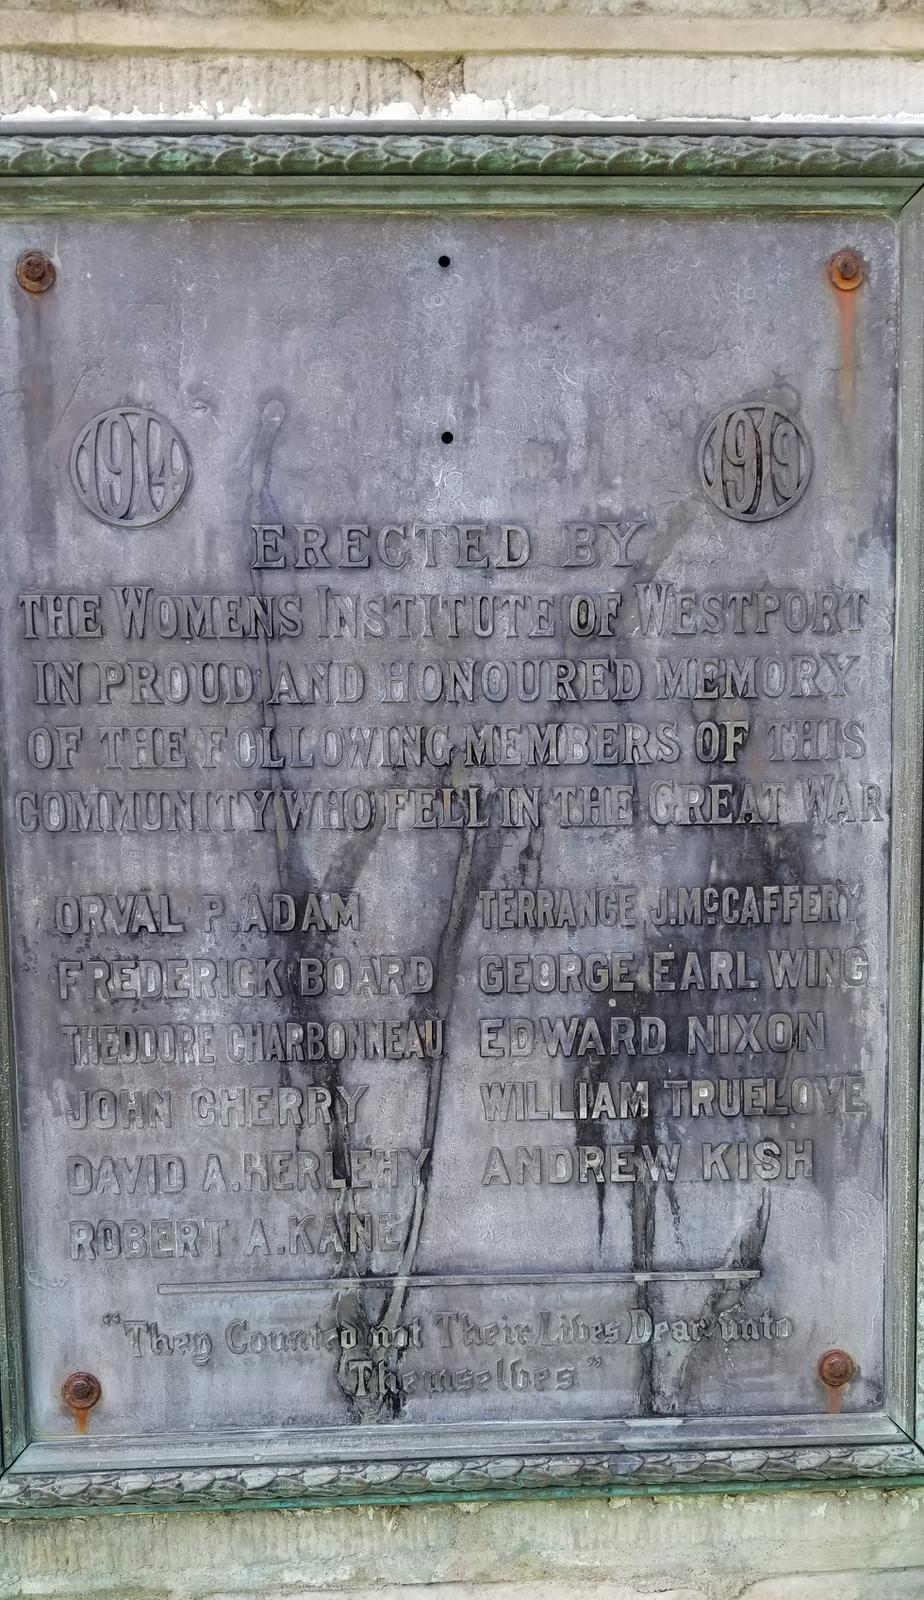 1914 1919
ERECTED BY
THE WOMENS INSTITUTE OF WESTPORT
IN PROUD AND HONOURED MEMORY
OF THE FOLLOWING MEMBERS OF THIS
COMMUNITY WHO FELL IN THE GREAT WAR
ORVAL P. ADAM
FREDERICK BOARD
THEODORE CHARBONNEAU
JOHN CHERRY
DAVID A. HERLEHY
ROBERT A. KANE
TERRANCE J. McCAFFERY
GEORGE EARL WING
EDWARD NIXON
WILLIAM TRUELOVE
ANDREW KISH
"They Counted not Their Lives Dear unto
Themselves"